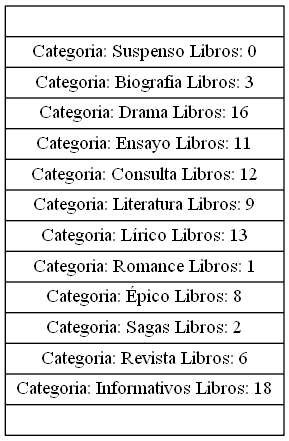 Categoria: Suspenso Libros: 0
Categoria: Biografia Libros: 3
Categoria: Drama Libros: 16
Categoria: Ensayo Libros: 11
Categoria: Consulta Libros: 12
Categoria: Literatura Libros: 9
Categoria: Lírico Libros: 13
Categoria: Romance Libros: 1
Categoria: Épico Libros: 8
Categoria: Sagas Libros: 2
Categoria: Revista Libros: 6
Categoria: Informativos Libros: 18